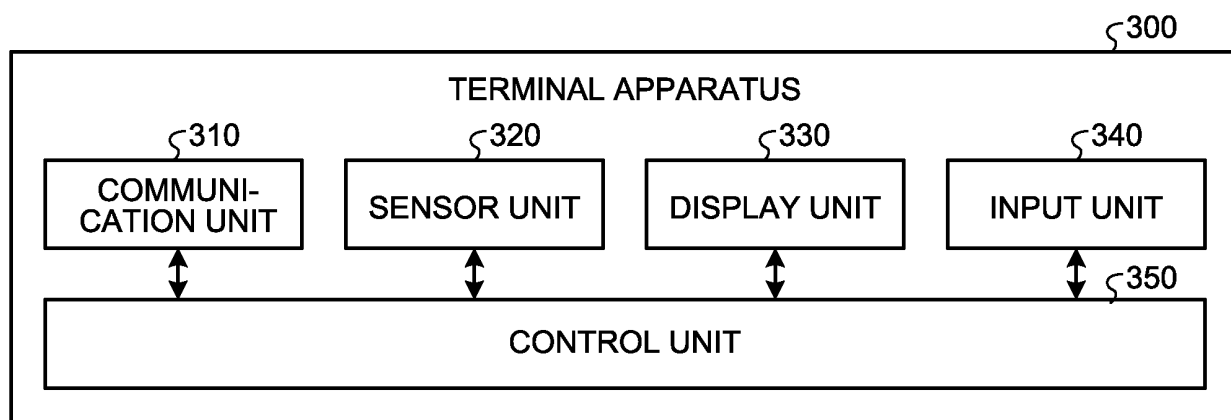 300
TERMINAL APPARATUS
310
320
330
340
COMMUNI-
CATION UNIT
SENSOR UNIT
DISPLAY UNIT
INPUT UNIT
350
CONTROL UNIT